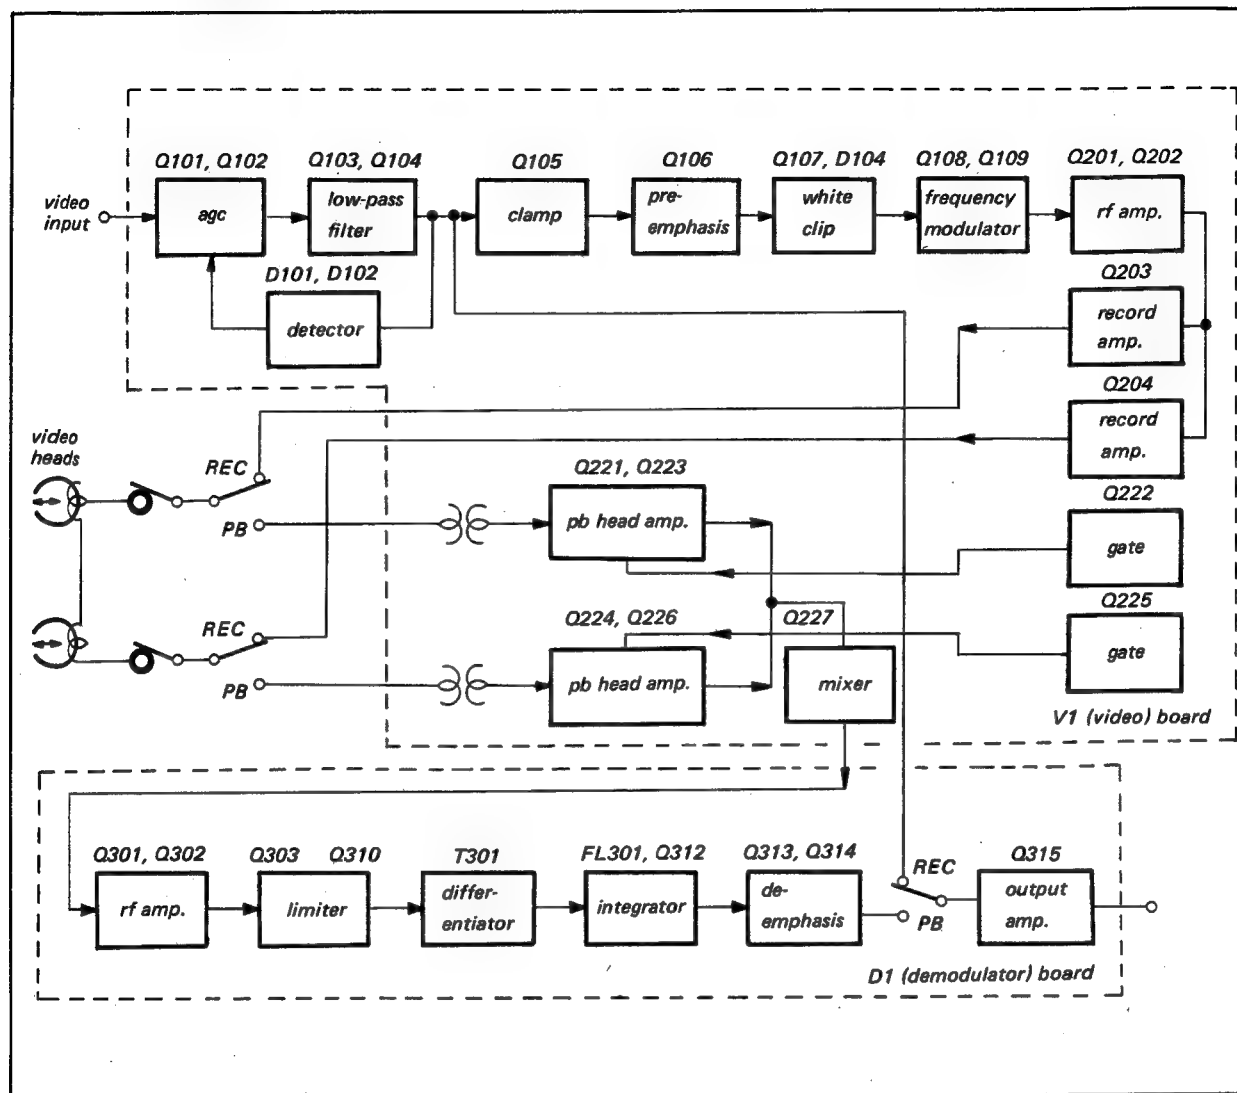 Q101, Q102
Q103, Q104
Q105
Q106
Q107, D104
Q108, Q109
Q201, Q202
video
input
agc
low-pass
filter
clamp
pre-
emphasis
white
clip
frequency
modulator
rf amp.
D101, D102
detector
Q203
record
amp.
Q204
record
amp.
video
heads
REC
PB
Q221, Q223
pb head amp.
Q222
gate
REC
PB
Q224, Q226
pb head amp.
Q227
mixer
Q225
gate
V1 (video) board
Q301, Q302
Q303 Q310
T301
FL301, Q312
Q313, Q314
REC
PB
Q315
rf amp.
limiter
differ-
entiator
integrator
de-
emphasis
output
amp.
D1 (demodulator) board